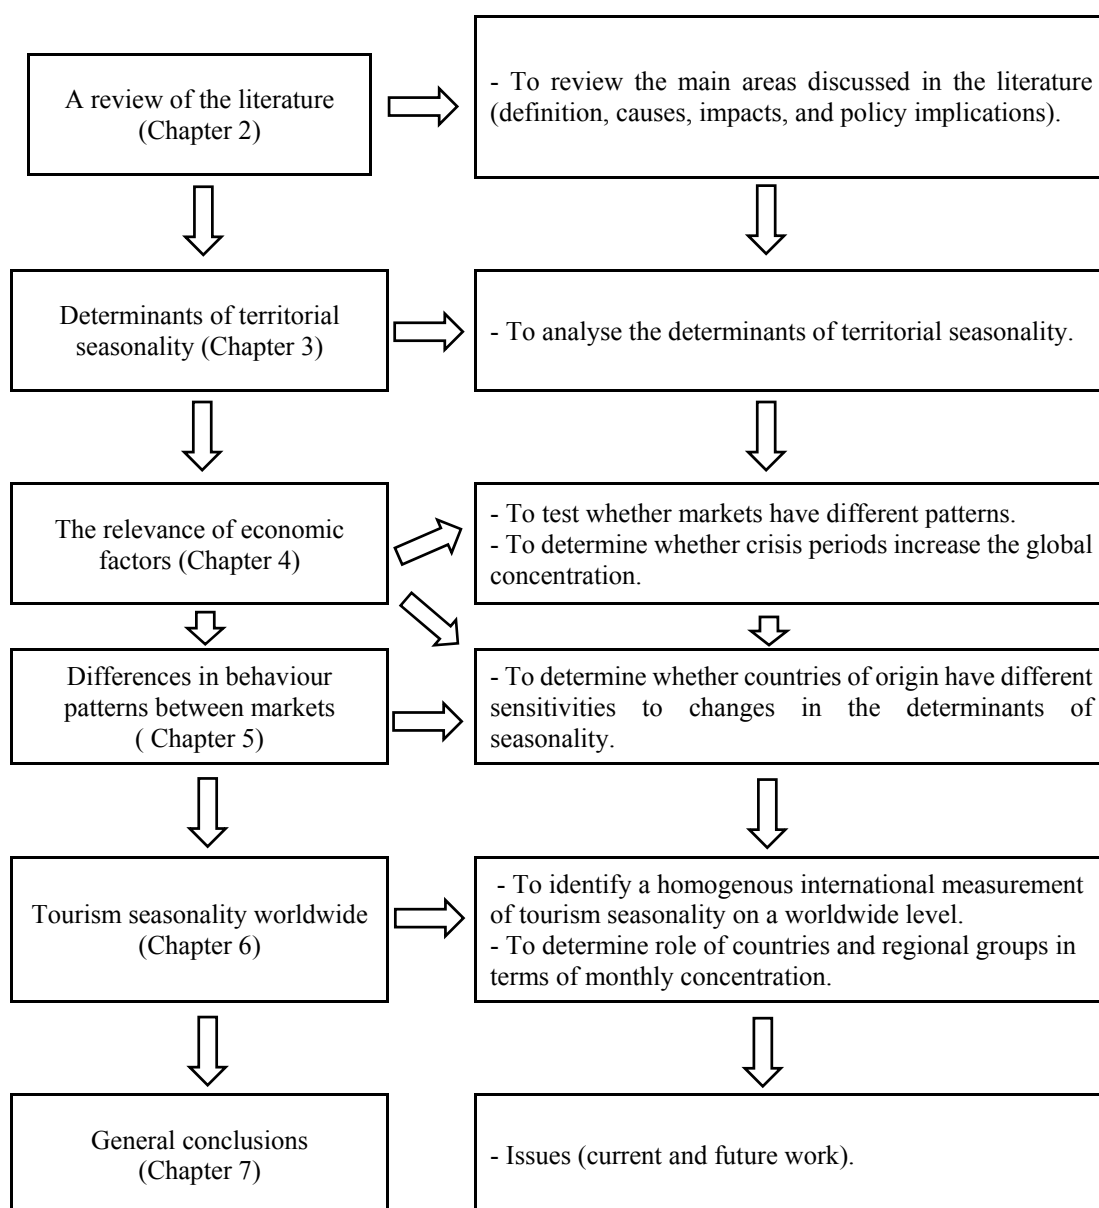 A review of the literature
(Chapter 2)
- To review the main areas discussed in the literature
(definition, causes, impacts, and policy implications).
Determinants of territorial
seasonality (Chapter 3)
- To analyse the determinants of territorial seasonality.
The relevance of economic
factors (Chapter 4)
- To test whether markets have different patterns.
- To determine whether crisis periods increase the global
concentration.
Differences in behaviour
patterns between markets
( Chapter 5)
- To determine whether countries of origin have different
sensitivities to changes in the determinants of
seasonality.
Tourism seasonality worldwide
(Chapter 6)
- To identify a homogenous international measurement
of tourism seasonality on a worldwide level.
- To determine role of countries and regional groups in
terms of monthly concentration.
General conclusions
(Chapter 7)
- Issues (current and future work).